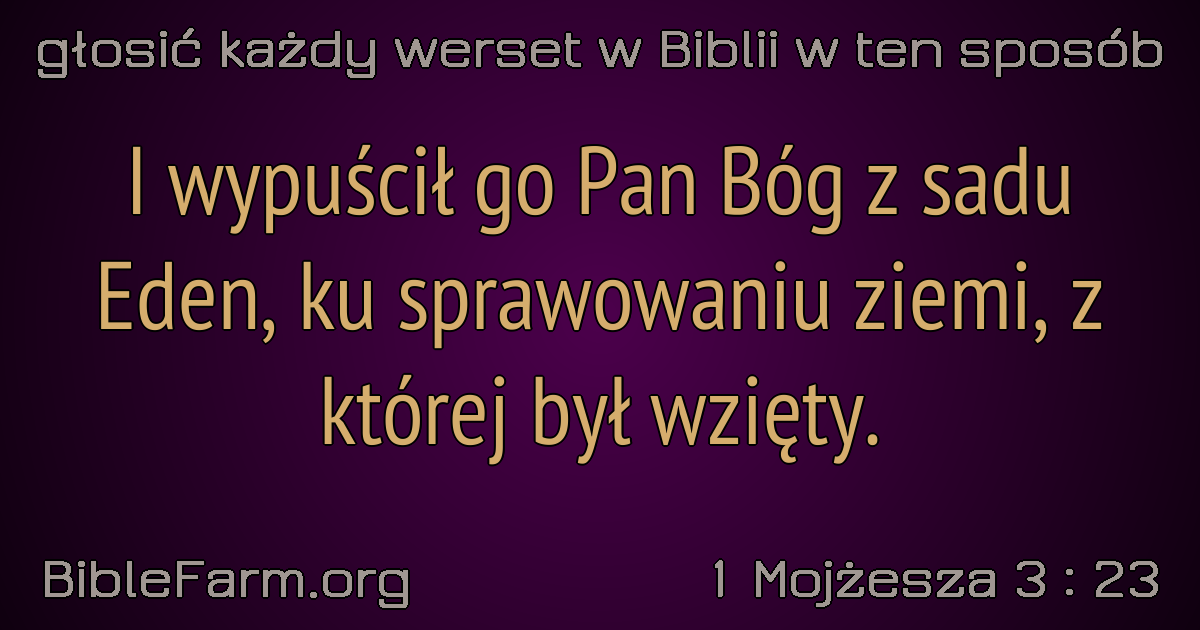 głosić każdy werset w Biblii w ten sposób
I wypuścił go Pan Bóg z sadu
Eden, ku sprawowaniu ziemi, z
której był wzięty.
BibleFarm.org
1 Mojżesza 3 : 23